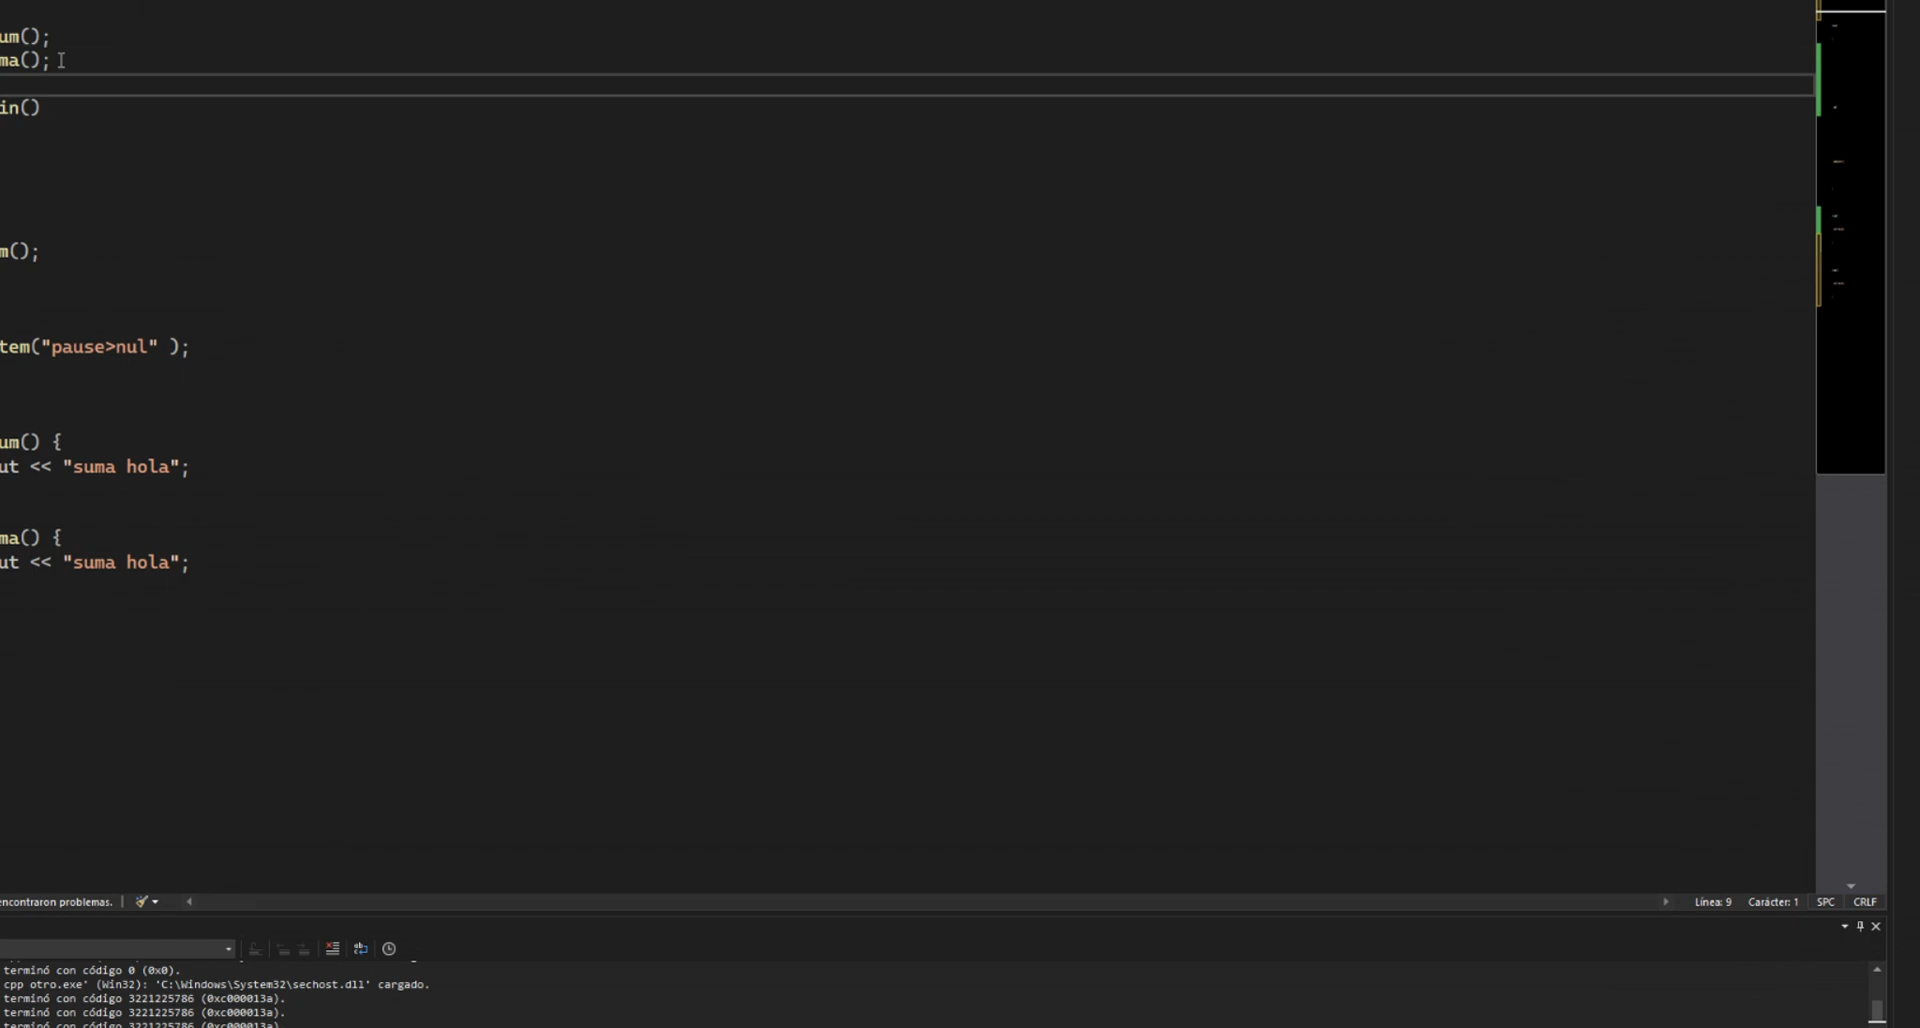 um();
ma();
in()
m();
tem("pause>nul" );
um() {
ut << "suma hola";
ma() {
ut << "suma hola";
encontraron problemas.
Línea: 9 Carácter: 1 SPC CRLF
terminó con código 0 (0x0).
cpp otro.exe' (Win32): 'C:\Windows\System32\sechost.dll' cargado.
terminó con código 3221225786 (0xc000013a).
terminó con código 3221225786 (0xc000013a).
terminó con código 3221225786 (0xc000013a)